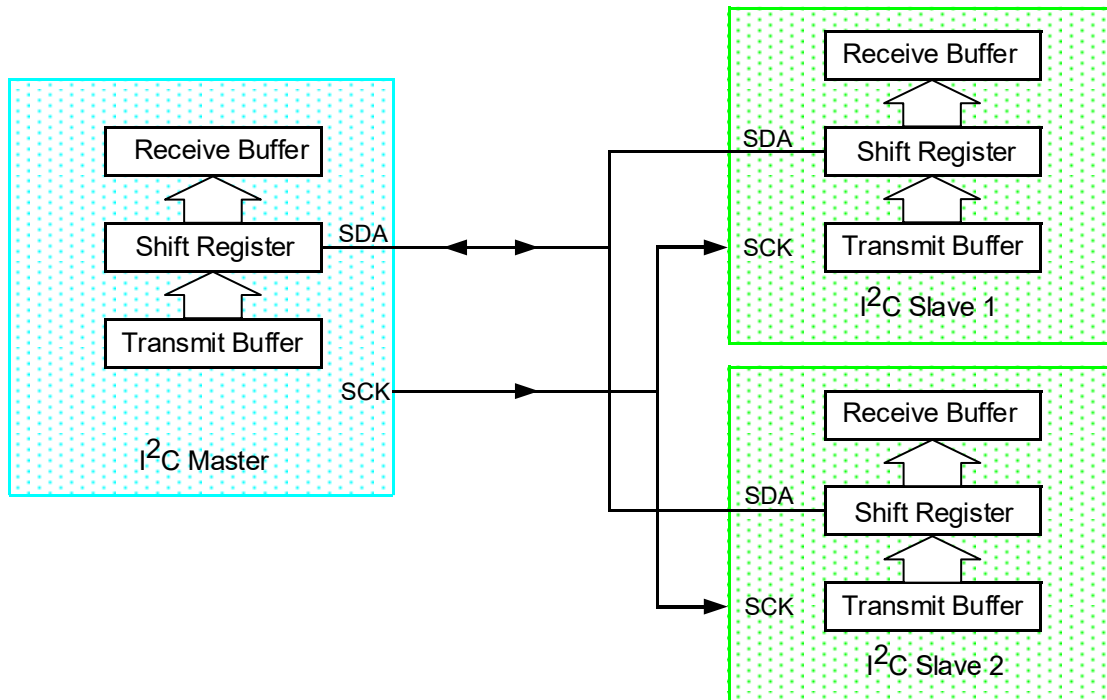 Receive Buffer
Shift Register
SDA
Transmit Buffer
SCK
I²C Master
Receive Buffer
SDA
Shift Register
SCK
Transmit Buffer
I²C Slave 1
Receive Buffer
SDA
Shift Register
SCK
Transmit Buffer
I²C Slave 2